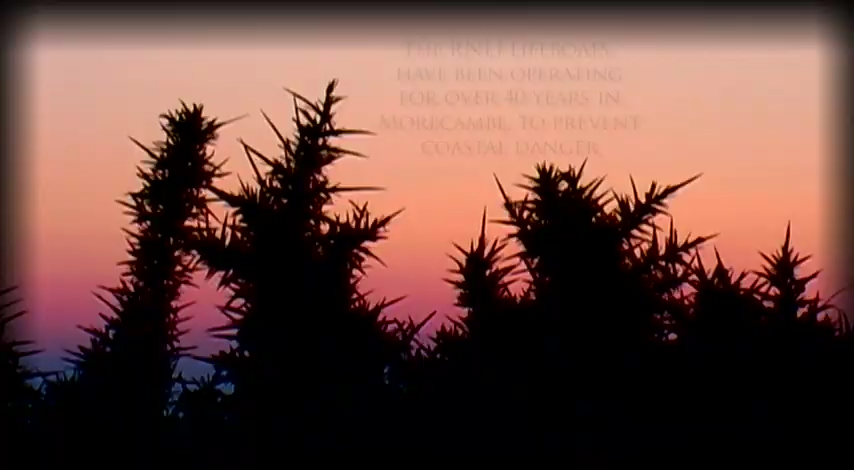 The RNLI lifeboats
have been operating
for over 40 years in
Morecambe, to prevent
coastal danger